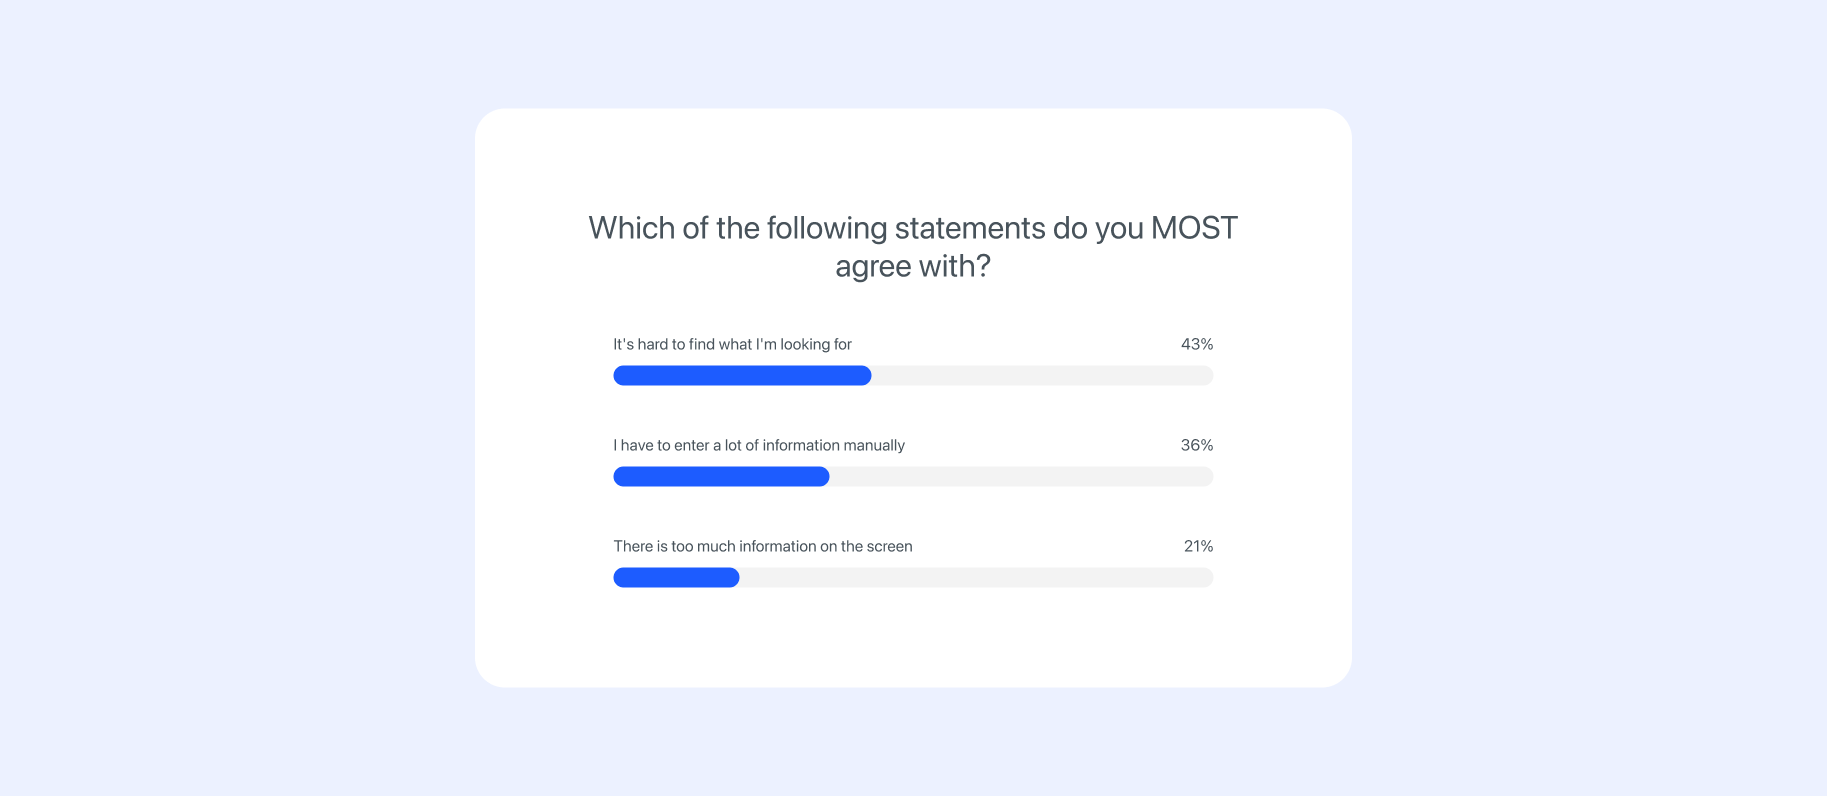 Which of the following statements do you MOST
agree with?
It's hard to find what I'm looking for 43%
I have to enter a lot of information manually 36%
There is too much information on the screen 21%